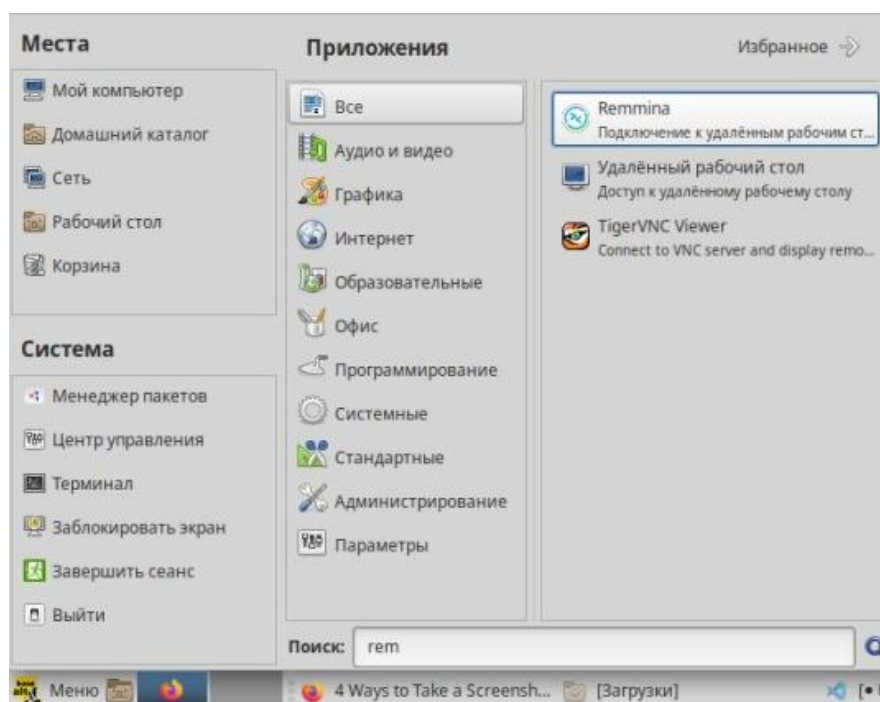 Места
Мой компьютер
Домашний каталог
Сеть
Рабочий стол
Корзина
Система
Менеджер пакетов
Центр управления
Терминал
Заблокировать экран
Завершить сеанс
Выйти
Приложения
Все
Аудио и видео
Графика
Интернет
Образовательные
Офис
Программирование
Системные
Стандартные
Администрирование
Параметры
Избранное
Remmina
Подключение к удалённым рабочим ст...
Удалённый рабочий стол
Доступ к удалённому рабочему столу
TigerVNC Viewer
Connect to VNC server and display remo...
Поиск: rem
Меню
4 Ways to Take a Screensh...
[Загрузки]